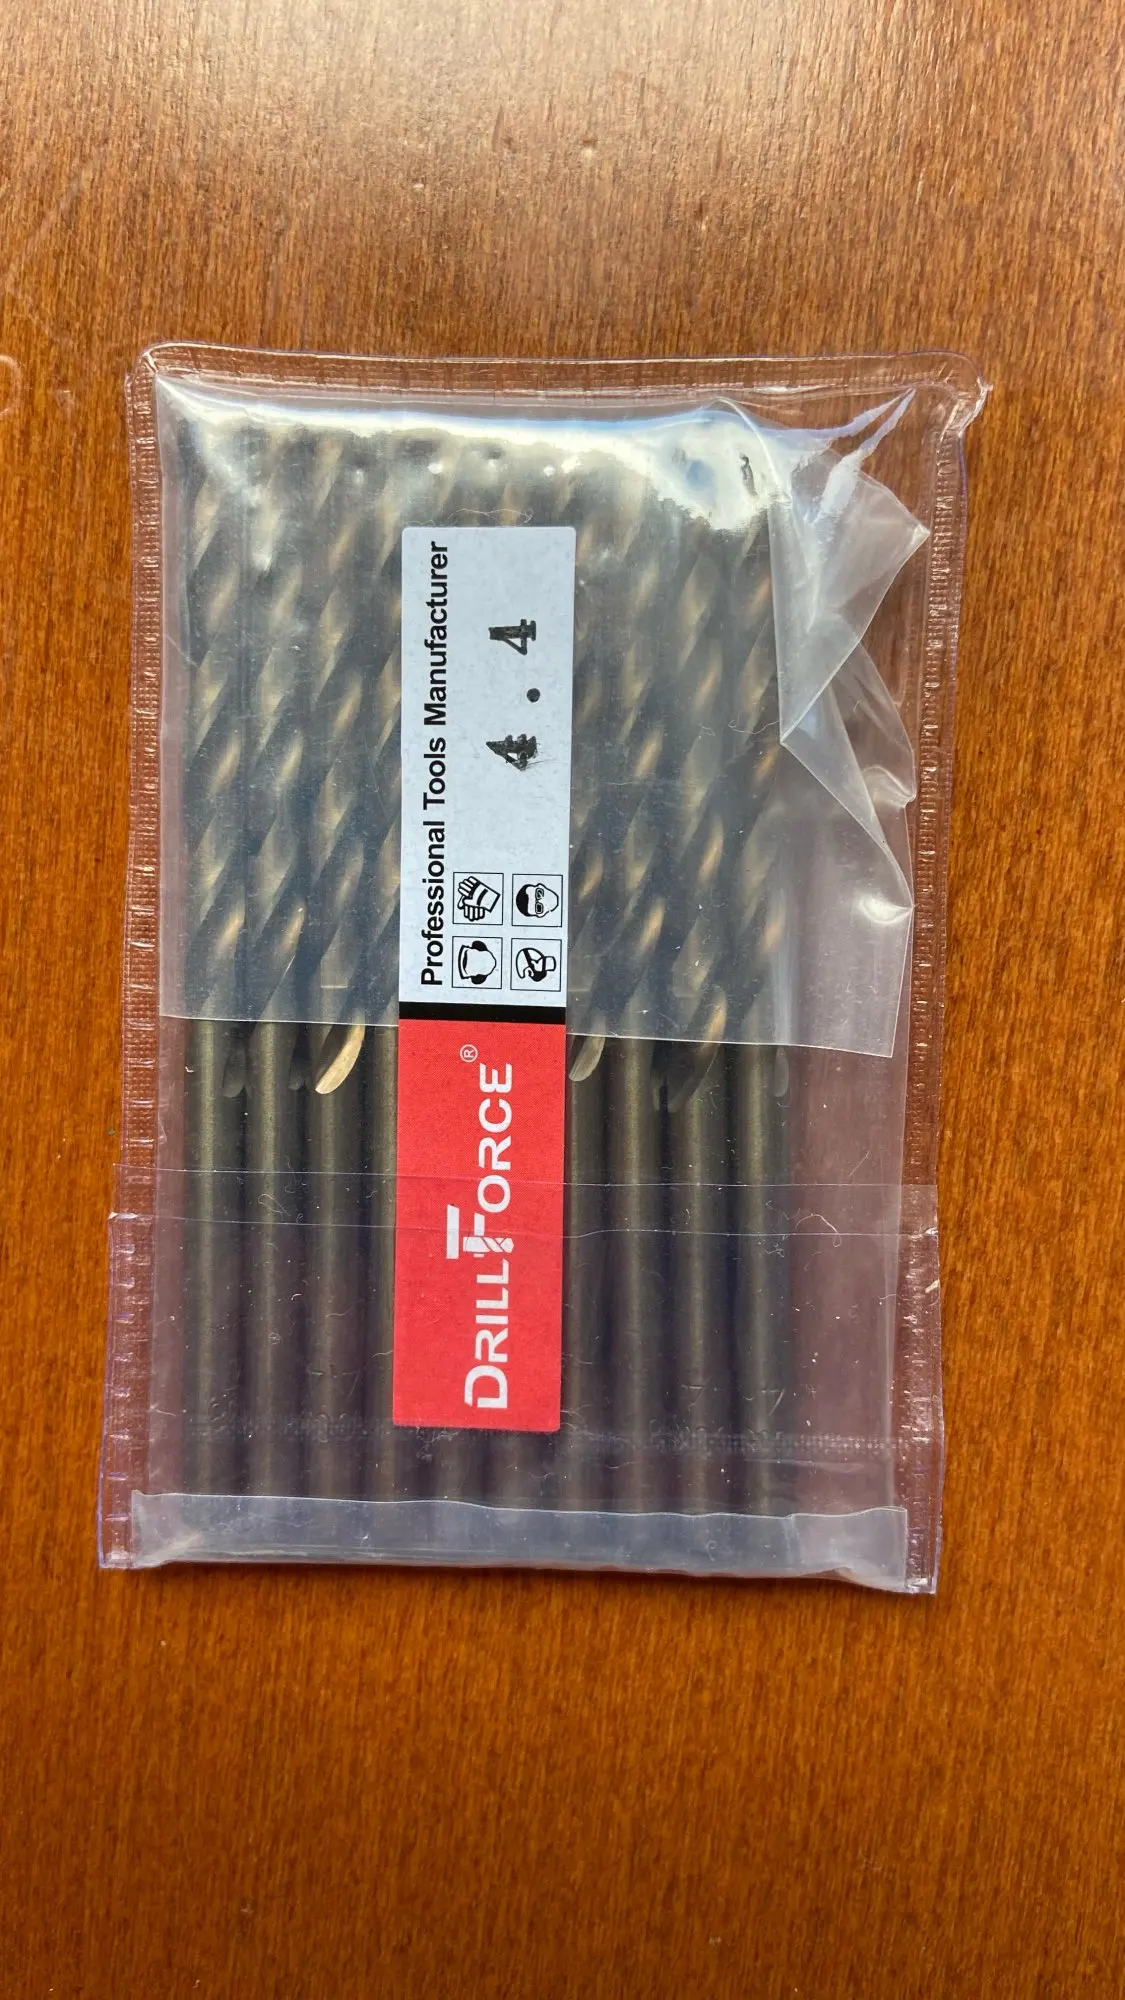 Professional Tools Manufacturer
4.4
DRILLFORCE®